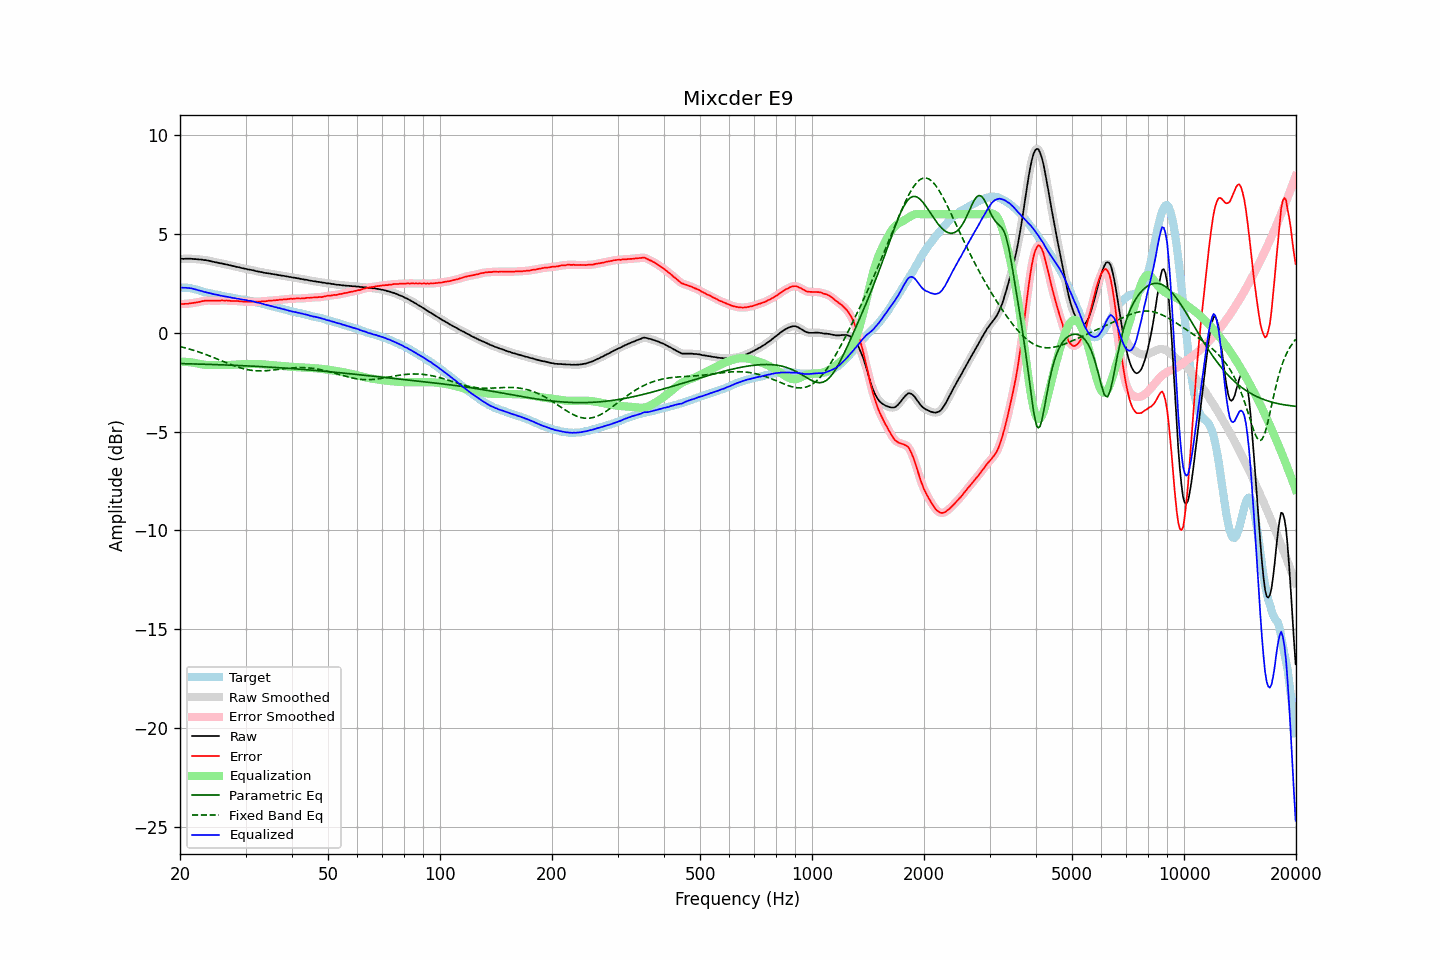 Mixcder E9
Amplitude (dBr)
10
5
0
−5
−10
−15
−20
−25
Target
Raw Smoothed
Error Smoothed
Raw
Error
Equalization
Parametric Eq
Fixed Band Eq
Equalized
20
50
100
200
500
1000
2000
5000
10000
20000
Frequency (Hz)